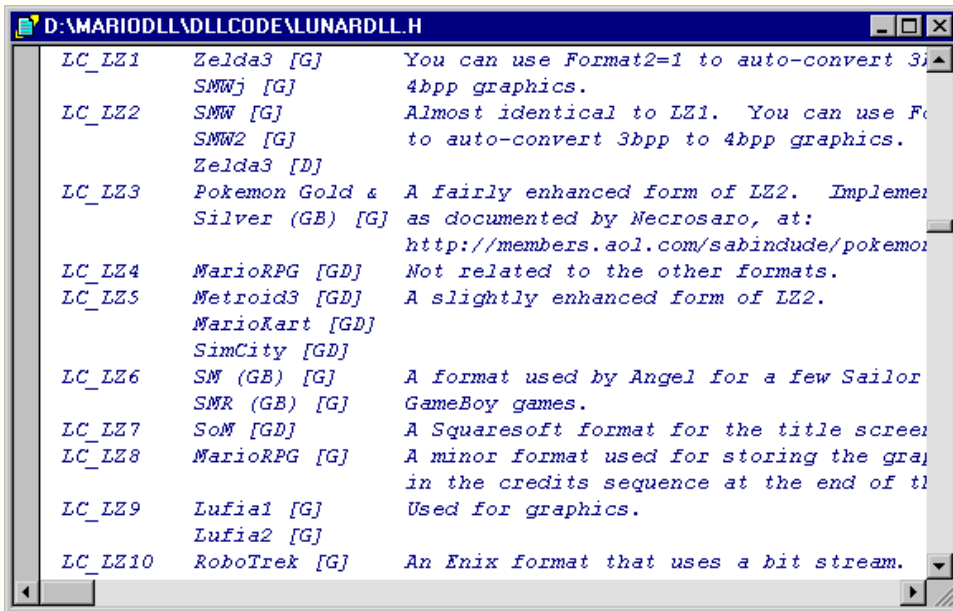 D:\MARIODLL\DLLCODE\LUNARDLL.H
LC_LZ1 Zelda3 [G] You can use Format2=1 to auto-convert
SMWj [G] 4bpp graphics.
LC_LZ2 SMW [G] Almost identical to LZ1. You can use
SMW2 [G] to auto-convert 3bpp to 4bpp graphics.
Zelda3 [D]
LC_LZ3 Pokemon Gold & A fairly enhanced form of LZ2. Implemen
Silver (GB) [G] as documented by Necrosaro, at:
http://members.aol.com/sabindude/pokemon
LC_LZ4 MarioRPG [GD] Not related to the other formats.
LC_LZ5 Metroid3 [GD] A slightly enhanced form of LZ2.
MarioKart [GD]
SimCity [GD]
LC_LZ6 SM (GB) [G] A format used by Angel for a few Sailor
SMR (GB) [G] GameBoy games.
LC_LZ7 SoM [GD] A Squaresoft format for the title screen
LC_LZ8 MarioRPG [G] A minor format used for storing the grap
in the credits sequence at the end of th
LC_LZ9 Lufia1 [G] Used for graphics.
Lufia2 [G]
LC_LZ10 RoboTrek [G] An Enix format that uses a bit stream.